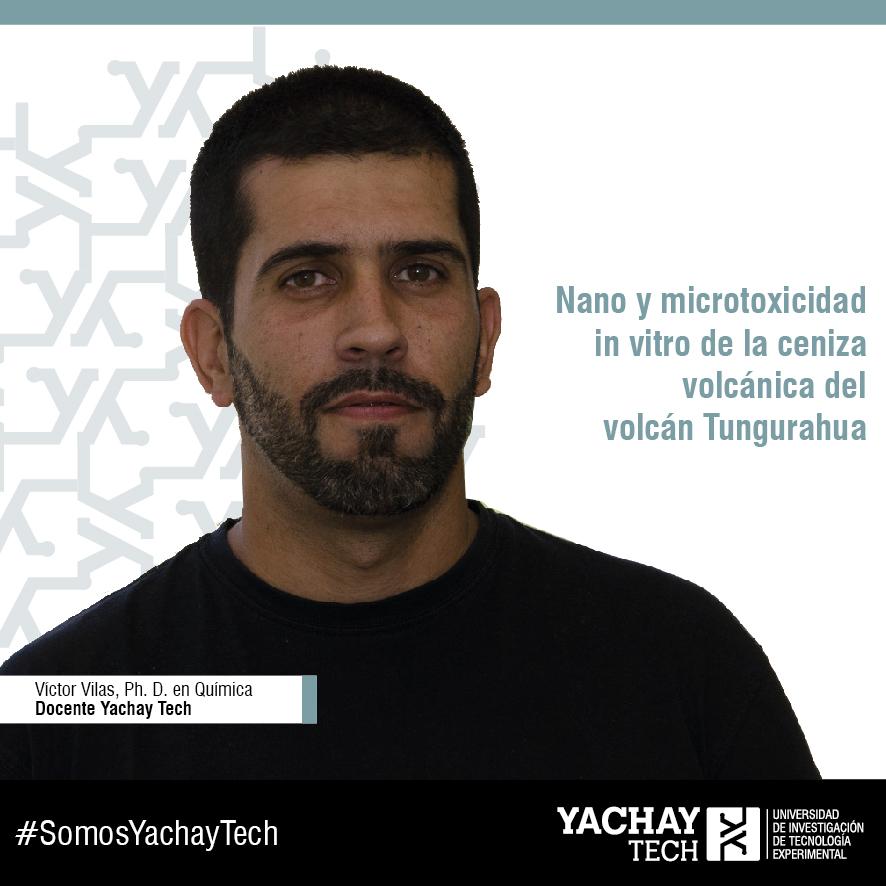 Nano y microtoxicidad
in vitro de la ceniza
volcánica del
volcán Tungurahua
Víctor Vilas, Ph. D. en Química
Docente Yachay Tech
#SomosYachayTech
YACHAY
TECH
UNIVERSIDAD
DE INVESTIGACIÓN
DE TECNOLOGÍA
EXPERIMENTAL